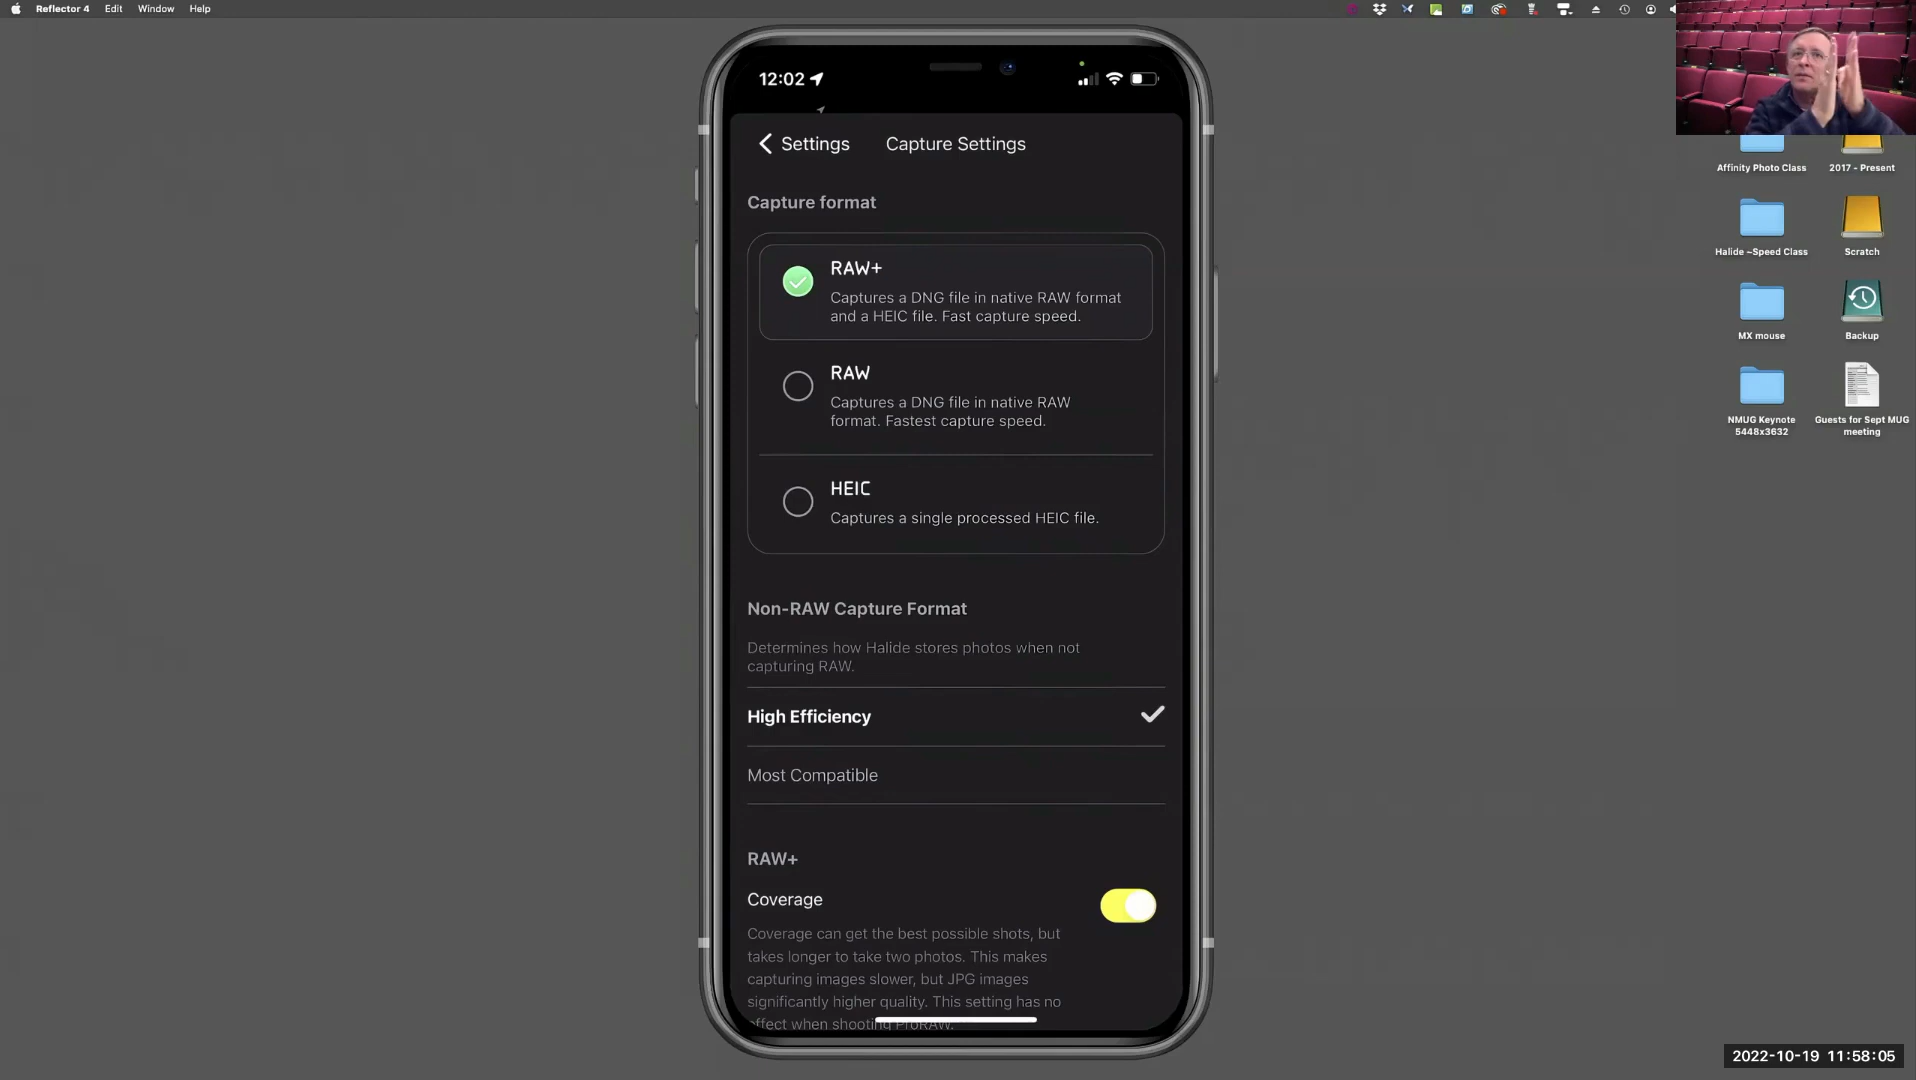 Reflector 4 Edit Window Help
12:02
Settings Capture Settings
Capture format
RAW+
Captures a DNG file in native RAW format
and a HEIC file. Fast capture speed.
RAW
Captures a DNG file in native RAW
format. Fastest capture speed.
HEIC
Captures a single processed HEIC file.
Non-RAW Capture Format
Determines how Halide stores photos when not
capturing RAW.
High Efficiency
Most Compatible
RAW+
Coverage
Coverage can get the best possible shots, but
takes longer to take two photos. This makes
capturing images slower, but JPG images
significantly higher quality. This setting has no
effect when shooting ProRAW.
Affinity Photo Class
2017 - Present
Halide ~Speed Class
Scratch
MX mouse
Backup
NMUG Keynote
5448x3632
Guests for Sept MUG
meeting
2022-10-19 11:58:05